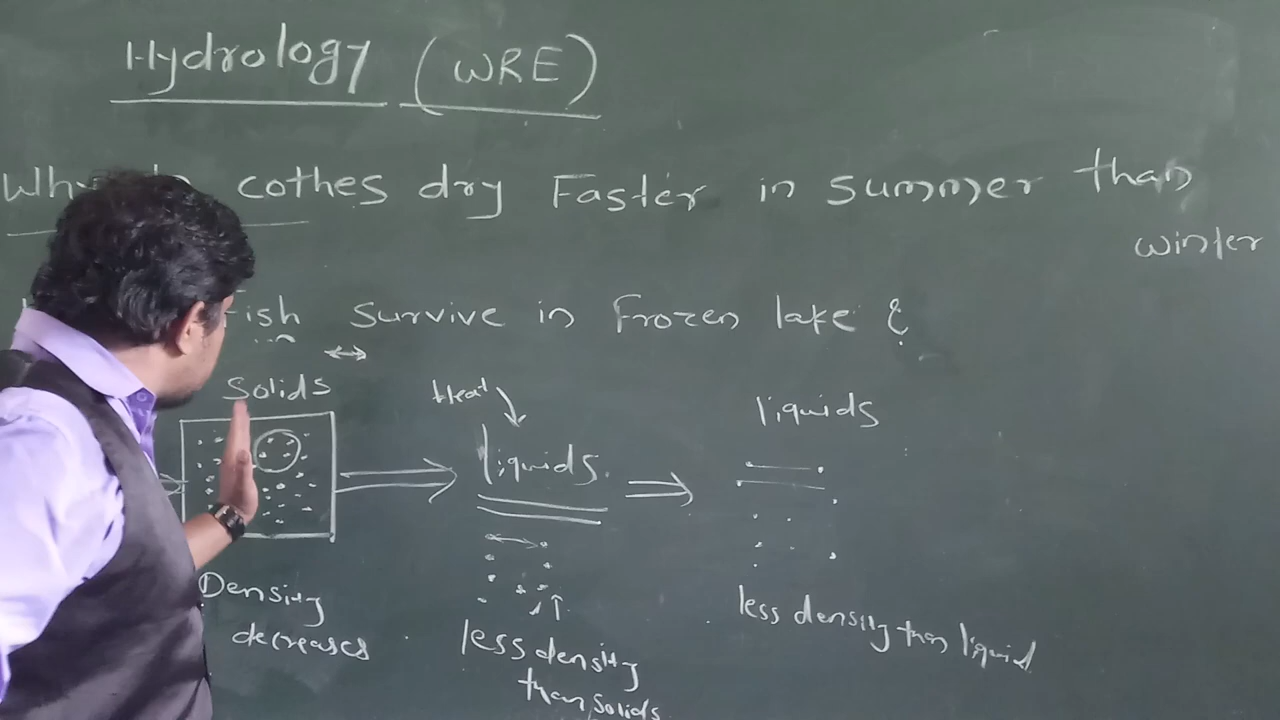 Hydrology (WRE)
Why cothes dry Faster in summer than
winter
Fish survive in Frozen lake &
Solids
Heat
liquids
liquids.
Density
decreases
less density
than solids
less density than liquid